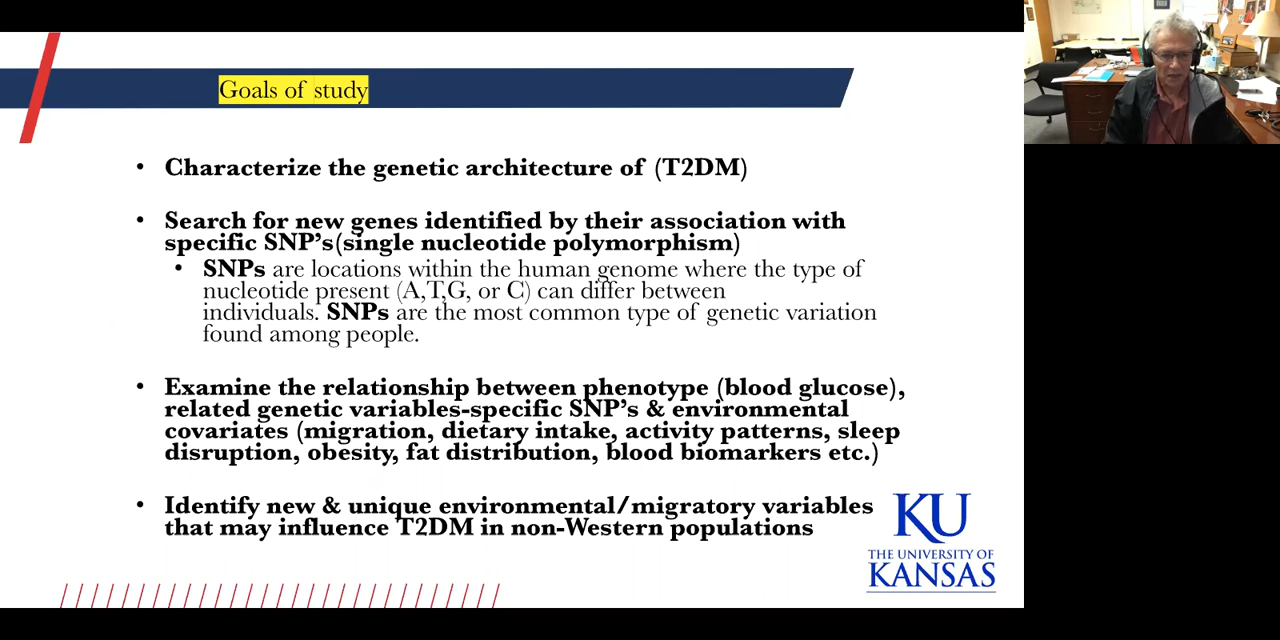 Goals of study
• Characterize the genetic architecture of (T2DM)
• Search for new genes identified by their association with
specific SNP's(single nucleotide polymorphism)
• SNPs are locations within the human genome where the type of
nucleotide present (A,T,G, or C) can differ between
individuals. SNPs are the most common type of genetic variation
found among people.
• Examine the relationship between phenotype (blood glucose),
related genetic variables-specific SNP's & environmental
covariates (migration, dietary intake, activity patterns, sleep
disruption, obesity, fat distribution, blood biomarkers etc.)
• Identify new & unique environmental/migratory variables
that may influence T2DM in non-Western populations
KU
THE UNIVERSITY OF
KANSAS